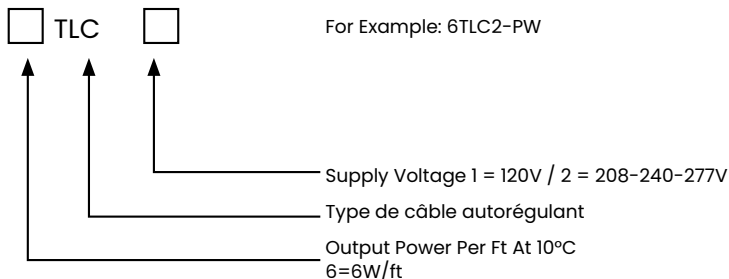 TLC
For Example: 6TLC2-PW
Supply Voltage 1 = 120V / 2 = 208-240-277V
Type de câble autorégulant
Output Power Per Ft At 10°C
6=6W/ft